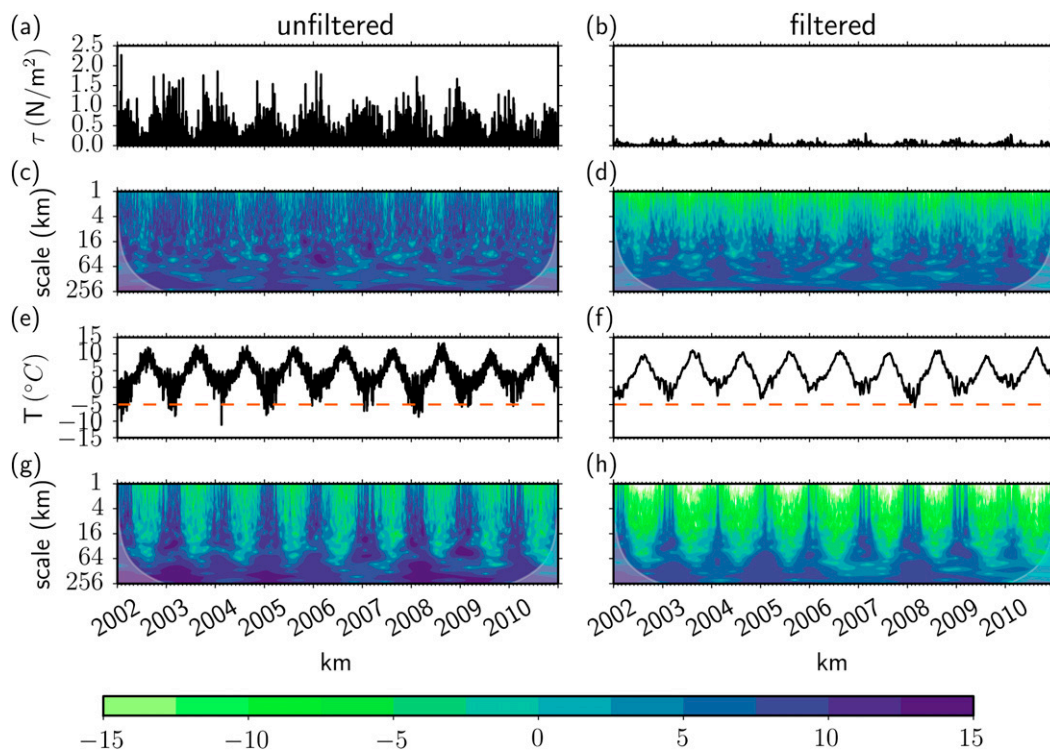 (a) unfiltered (b) filtered
τ (N/m²)
2.5
2.0
1.5
1.0
0.5
0.0
(c) (d)
scale (km)
1
4
16
64
256
(e) (f)
T (°C)
15
10
5
0
−5
−10
−15
(g) (h)
scale (km)
1
4
16
64
256
2002 2003 2004 2005 2006 2007 2008 2009 2010 2002 2003 2004 2005 2006 2007 2008 2009 2010
km km
−15 −10 −5 0 5 10 15